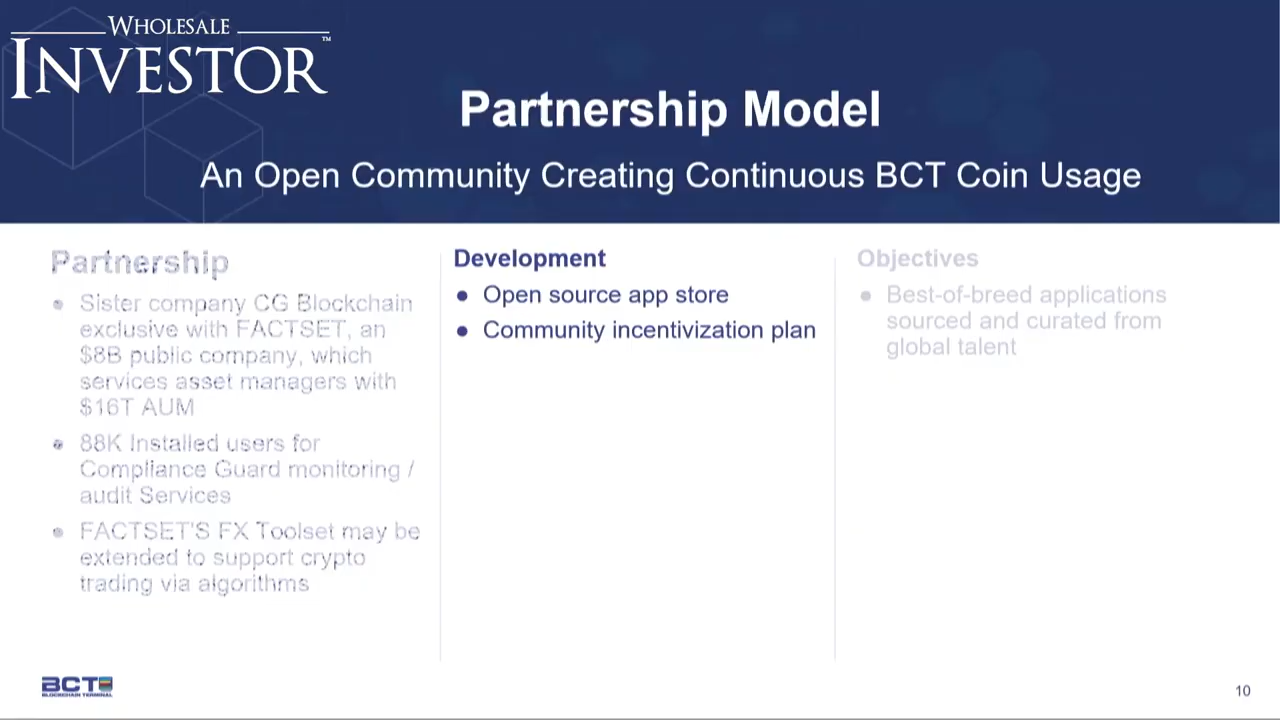 WHOLESALE
INVESTOR™
Partnership Model
An Open Community Creating Continuous BCT Coin Usage
Partnership
● Sister company CG Blockchain
exclusive with FACTSET, an
$8B public company, which
services asset managers with
$16T AUM
● 88K Installed users for
Compliance Guard monitoring /
audit Services
● FACTSET'S FX Toolset may be
extended to support crypto
trading via algorithms
Development
● Open source app store
● Community incentivization plan
Objectives
● Best-of-breed applications
sourced and curated from
global talent
BCT
BLOCKCHAIN TERMINAL
10